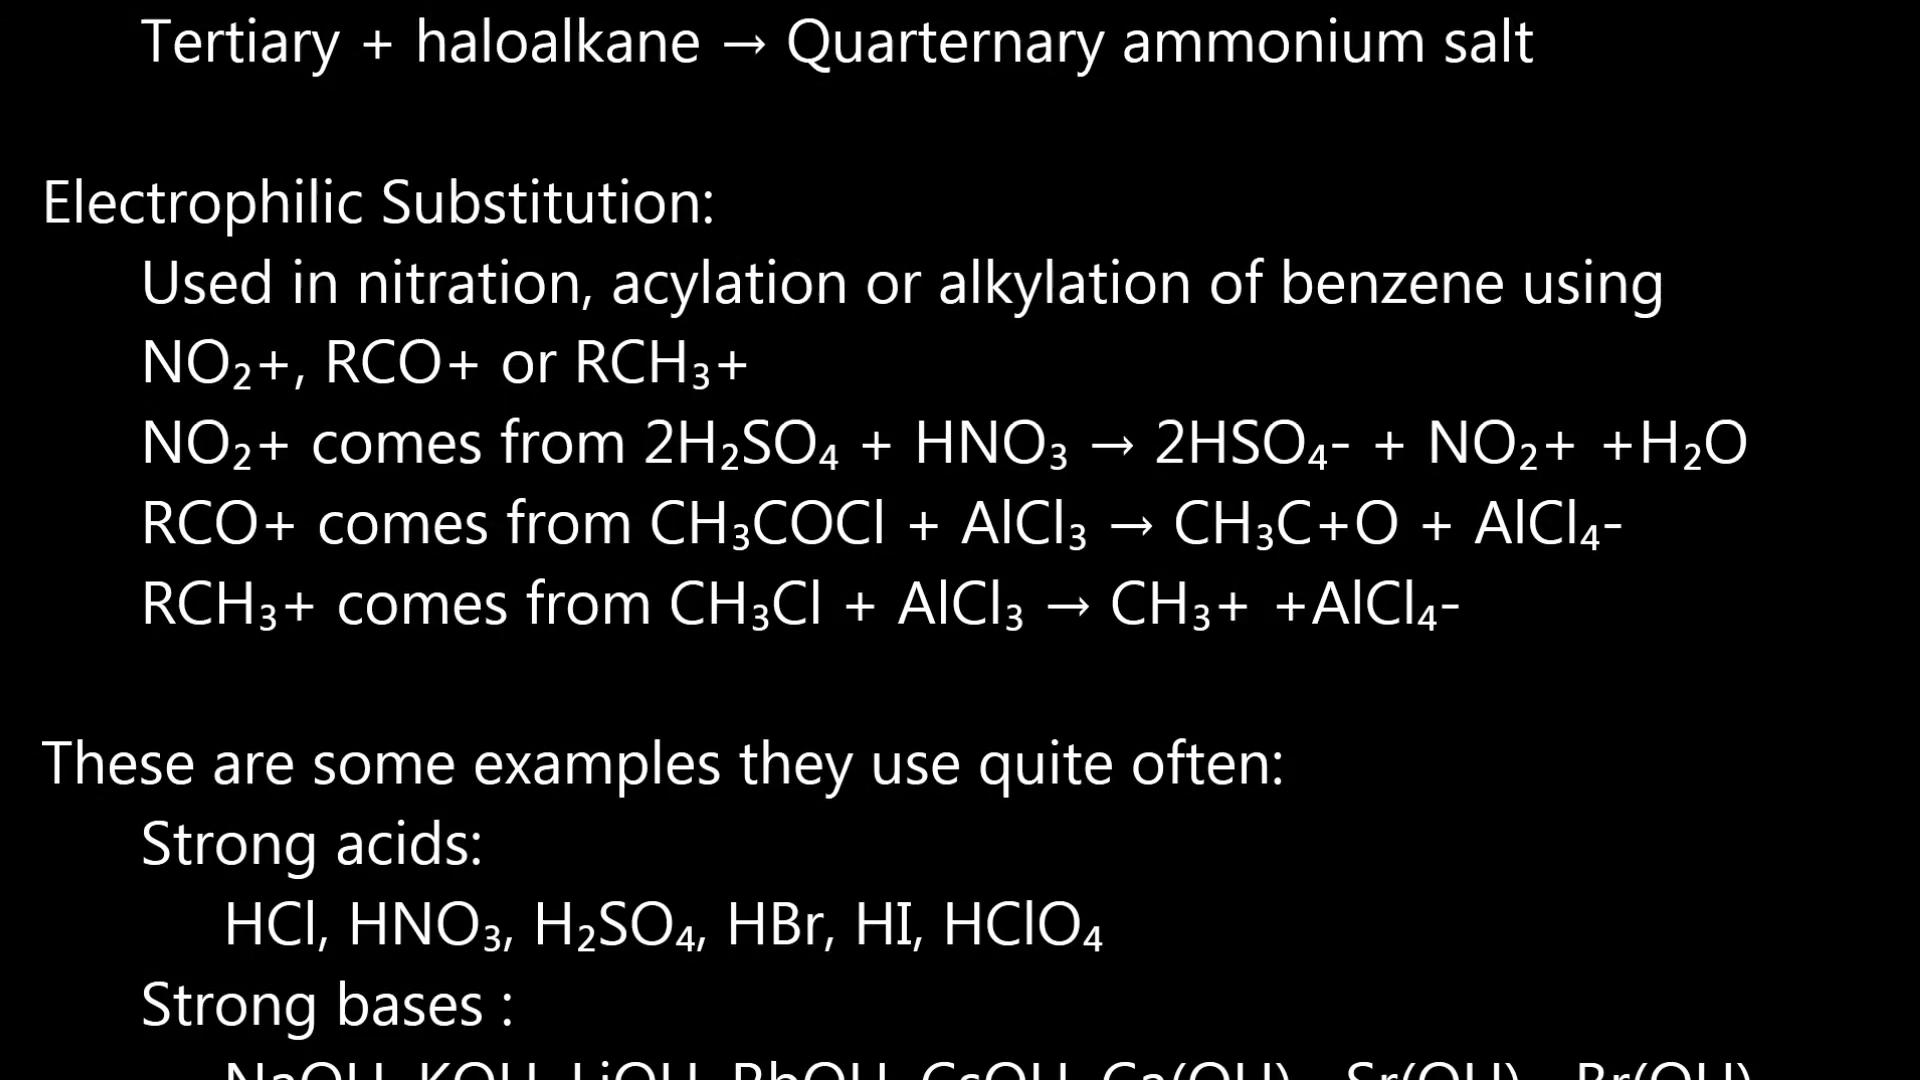 Tertiary + haloalkane → Quarternary ammonium salt
Electrophilic Substitution:
Used in nitration, acylation or alkylation of benzene using
NO₂+, RCO+ or RCH₃+
NO₂+ comes from 2H₂SO₄ + HNO₃ → 2HSO₄- + NO₂+ +H₂O
RCO+ comes from CH₃COCl + AlCl₃ → CH₃C+O + AlCl₄-
RCH₃+ comes from CH₃Cl + AlCl₃ → CH₃+ +AlCl₄-
These are some examples they use quite often:
Strong acids:
HCl, HNO₃, H₂SO₄, HBr, HI, HClO₄
Strong bases :